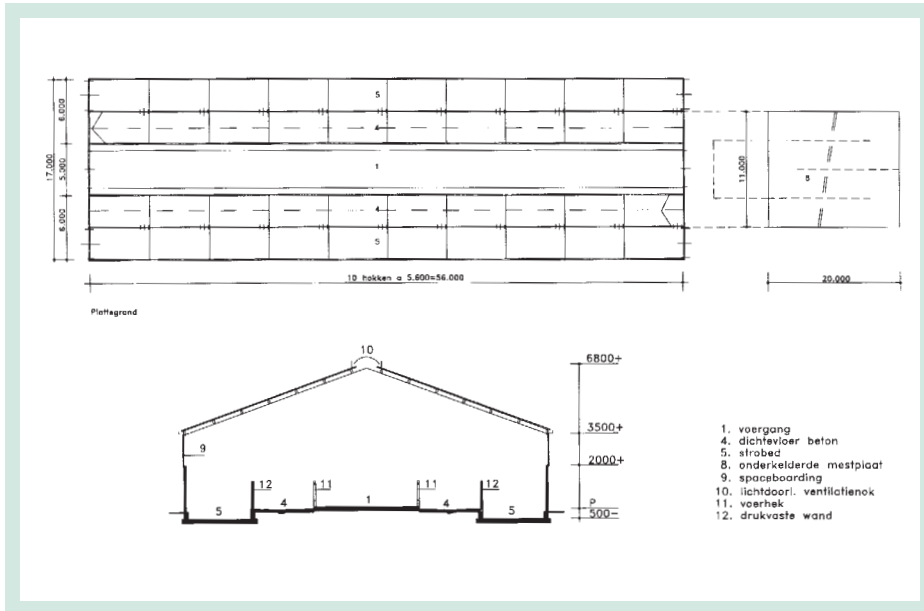 5
6.000
4
17.000
5.000
1
11.000
8
4
6.000
5
10 hokken a 5.600=56.000
20.000
Plattegrond
10
6800+
3500+
9
2000+
12
11
11
12
5
4
1
4
5
P
500-
1. voergang
4. dichtevloer beton
5. strobed
8. onderkelderde mestplaat
9. spaceboarding
10. lichtdoorl. ventilatienok
11. voerhek
12. drukvaste wand